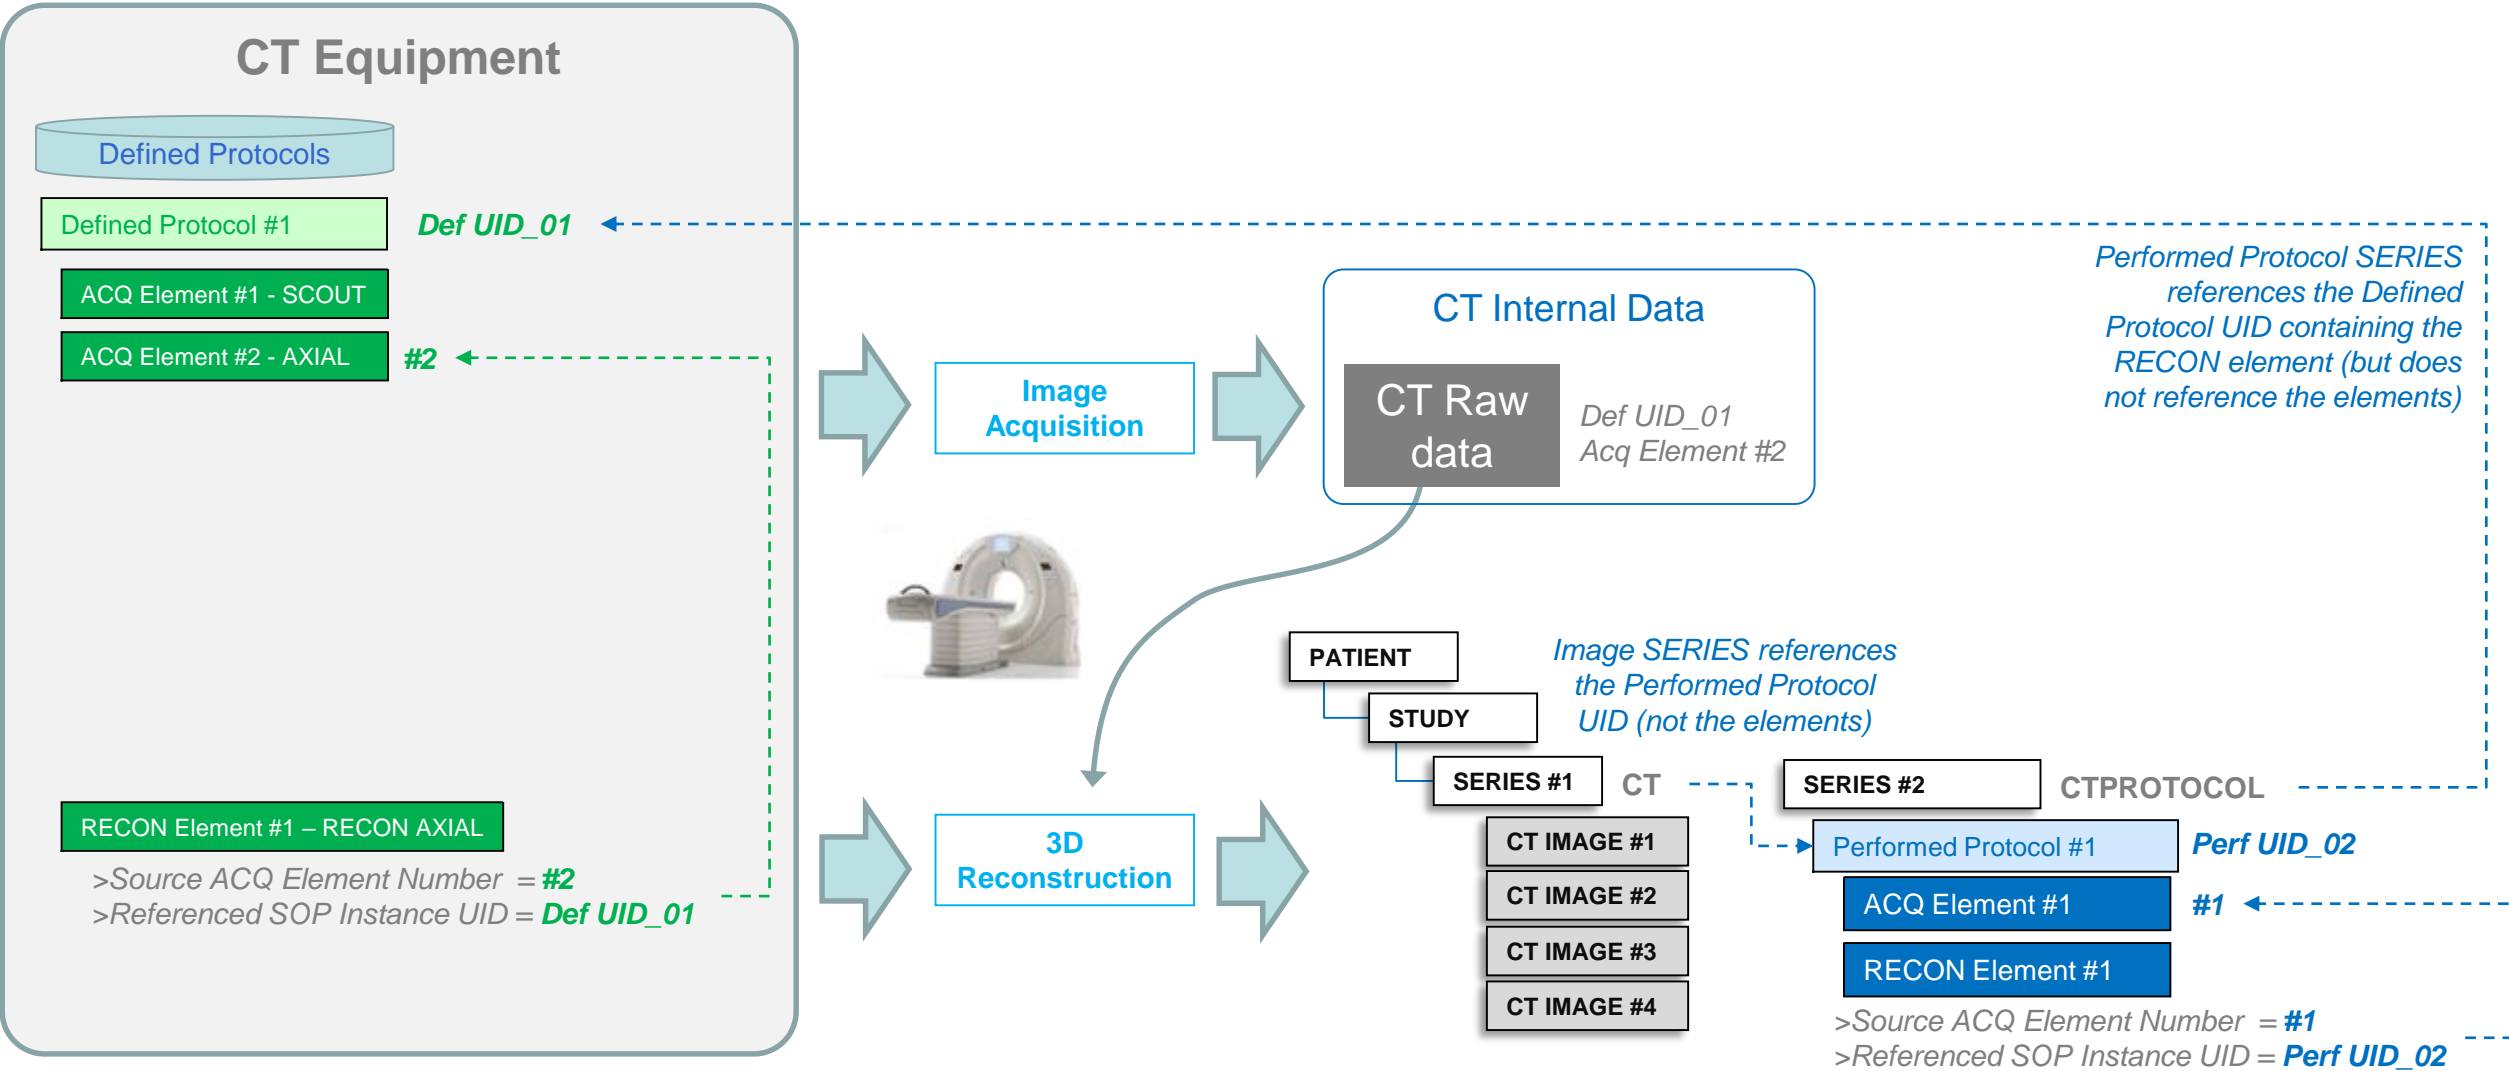 CT Equipment
Defined Protocols
Defined Protocol #1
Def UID_01
ACQ Element #1 - SCOUT
ACQ Element #2 - AXIAL
#2
RECON Element #1 – RECON AXIAL
>Source ACQ Element Number = #2
>Referenced SOP Instance UID = Def UID_01
Image
Acquisition
CT Internal Data
CT Raw
data
Def UID_01
Acq Element #2
3D
Reconstruction
Performed Protocol SERIES
references the Defined
Protocol UID containing the
RECON element (but does
not reference the elements)
PATIENT
STUDY
Image SERIES references
the Performed Protocol
UID (not the elements)
SERIES #1
CT
CT IMAGE #1
CT IMAGE #2
CT IMAGE #3
CT IMAGE #4
SERIES #2
CTPROTOCOL
Performed Protocol #1
Perf UID_02
ACQ Element #1
#1
RECON Element #1
>Source ACQ Element Number = #1
>Referenced SOP Instance UID = Perf UID_02